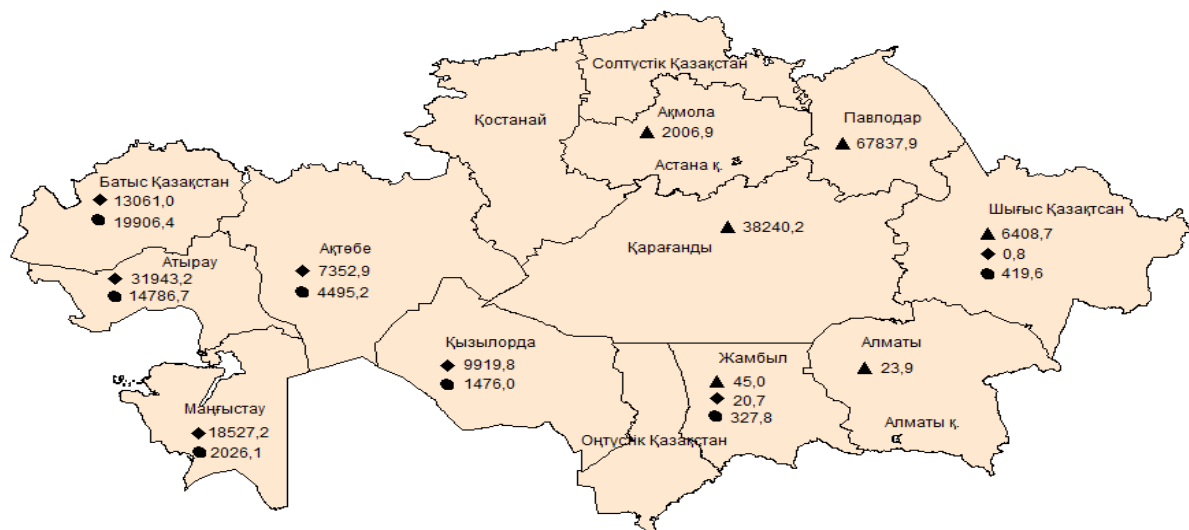 Солтүстік Қазақстан
Қостанай
Ақмола
▲ 2006,9
Астана қ.
Павлодар
▲ 67837,9
Батыс Қазақстан
◆ 13061,0
● 19906,4
Атырау
◆ 31943,2
● 14786,7
Ақтөбе
◆ 7352,9
● 4495,2
Қарағанды
▲ 38240,2
Шығыс Қазақтсан
▲ 6408,7
◆ 0,8
● 419,6
Қызылорда
◆ 9919,8
● 1476,0
Жамбыл
▲ 45,0
◆ 20,7
● 327,8
Алматы
▲ 23,9
Алматы қ.
Маңғыстау
◆ 18527,2
● 2026,1
Оңтүстік Қазақстан